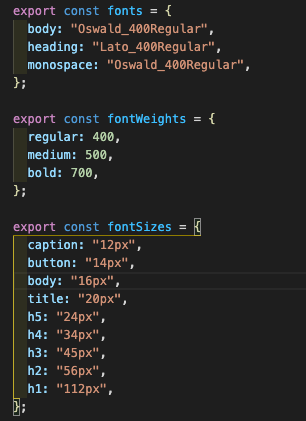 export const fonts = {
  body: "Oswald_400Regular",
  heading: "Lato_400Regular",
  monospace: "Oswald_400Regular",
};

export const fontWeights = {
  regular: 400,
  medium: 500,
  bold: 700,
};

export const fontSizes = {
  caption: "12px",
  button: "14px",
  body: "16px",
  title: "20px",
  h5: "24px",
  h4: "34px",
  h3: "45px",
  h2: "56px",
  h1: "112px",
};